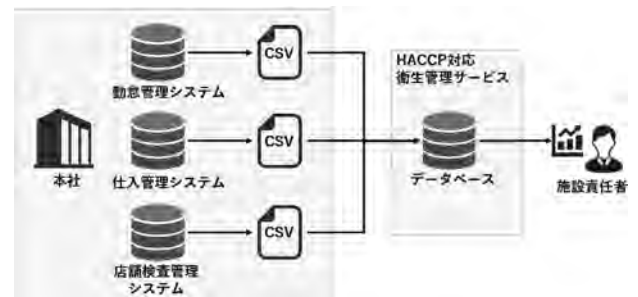 CSV
HACCP対応
衛生管理サービス
勤怠管理システム
CSV
本社
仕入管理システム
データベース
施設責任者
CSV
店舗検査管理
システム